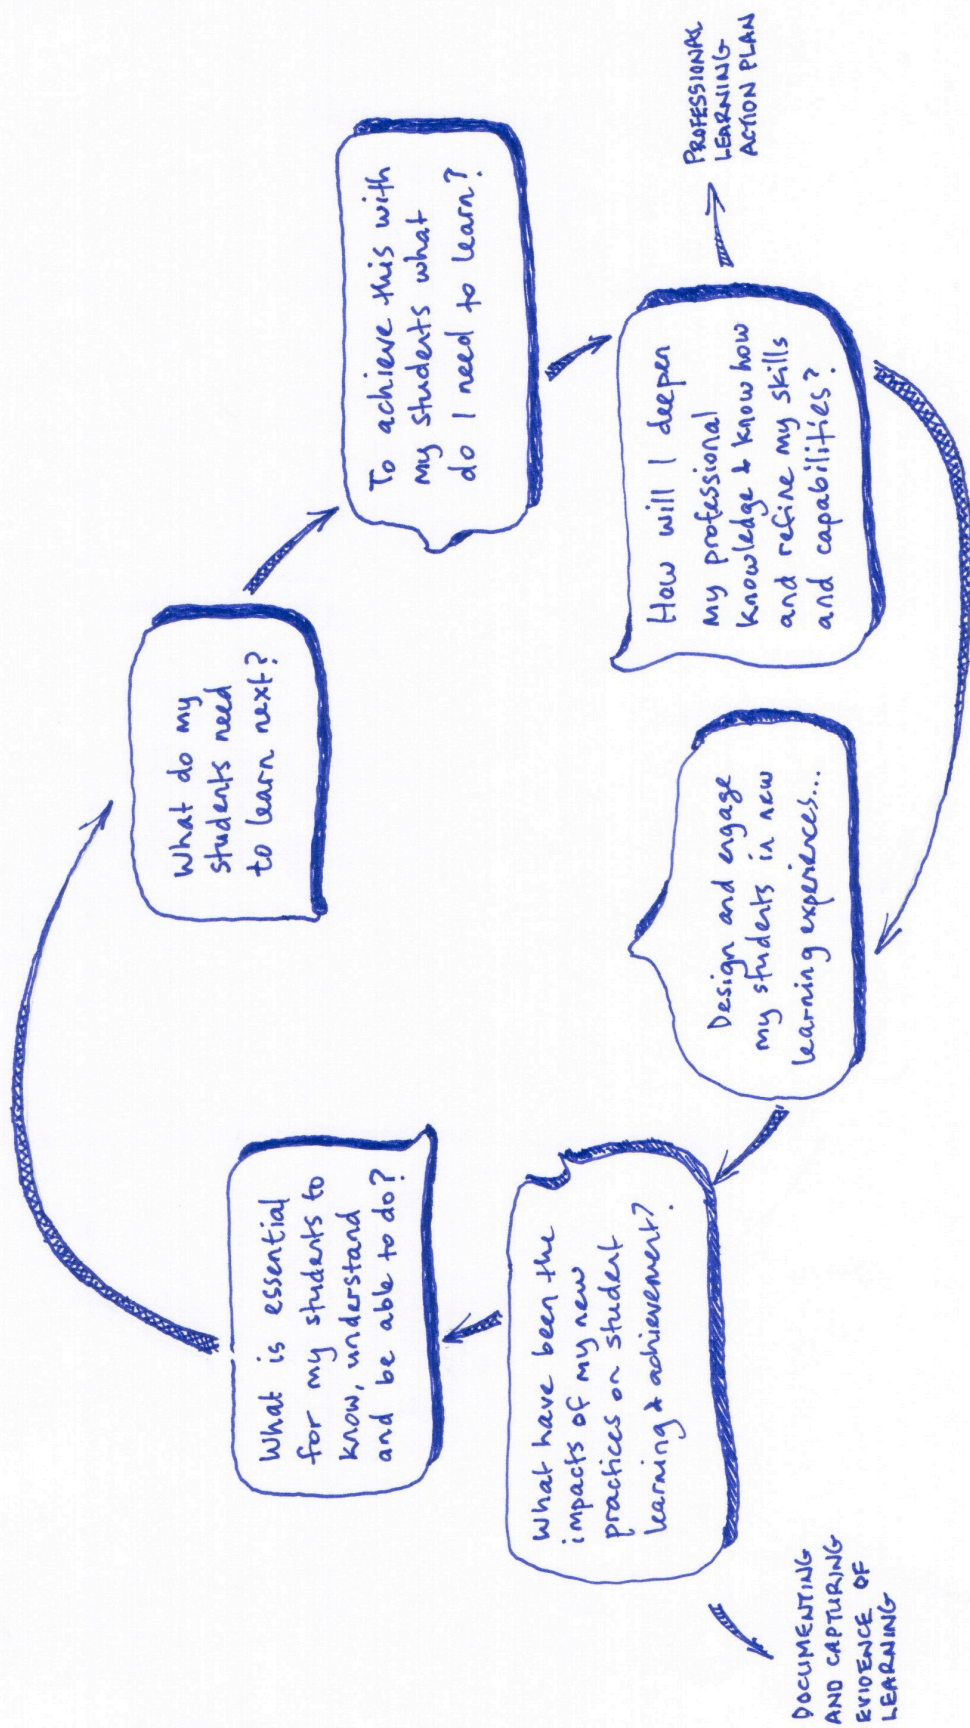 What is essential
for my students to
know, understand
and be able to do?
What do my
students need
to learn next?
To achieve this with
my students what
do I need to learn?
How will I deepen
my professional
knowledge & know how
and refine my skills
and capabilities?
PROFESSIONAL
LEARNING
ACTION PLAN
Design and engage
my students in new
learning experiences...
What have been the
impacts of my new
practices on student
learning & achievement?
DOCUMENTING
AND CAPTURING
EVIDENCE OF
LEARNING